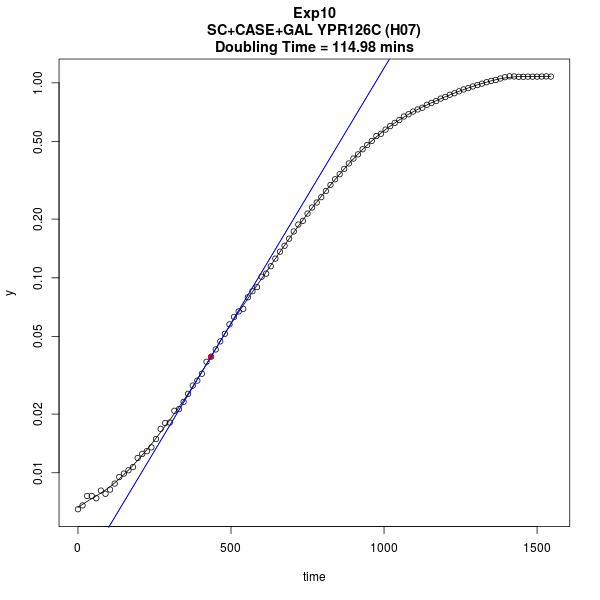 Exp10
SC+CASE+GAL YPR126C (H07)
Doubling Time = 114.98 mins
1.00
0.50
0.20
0.10
0.05
0.02
0.01
y
0
500
1000
1500
time